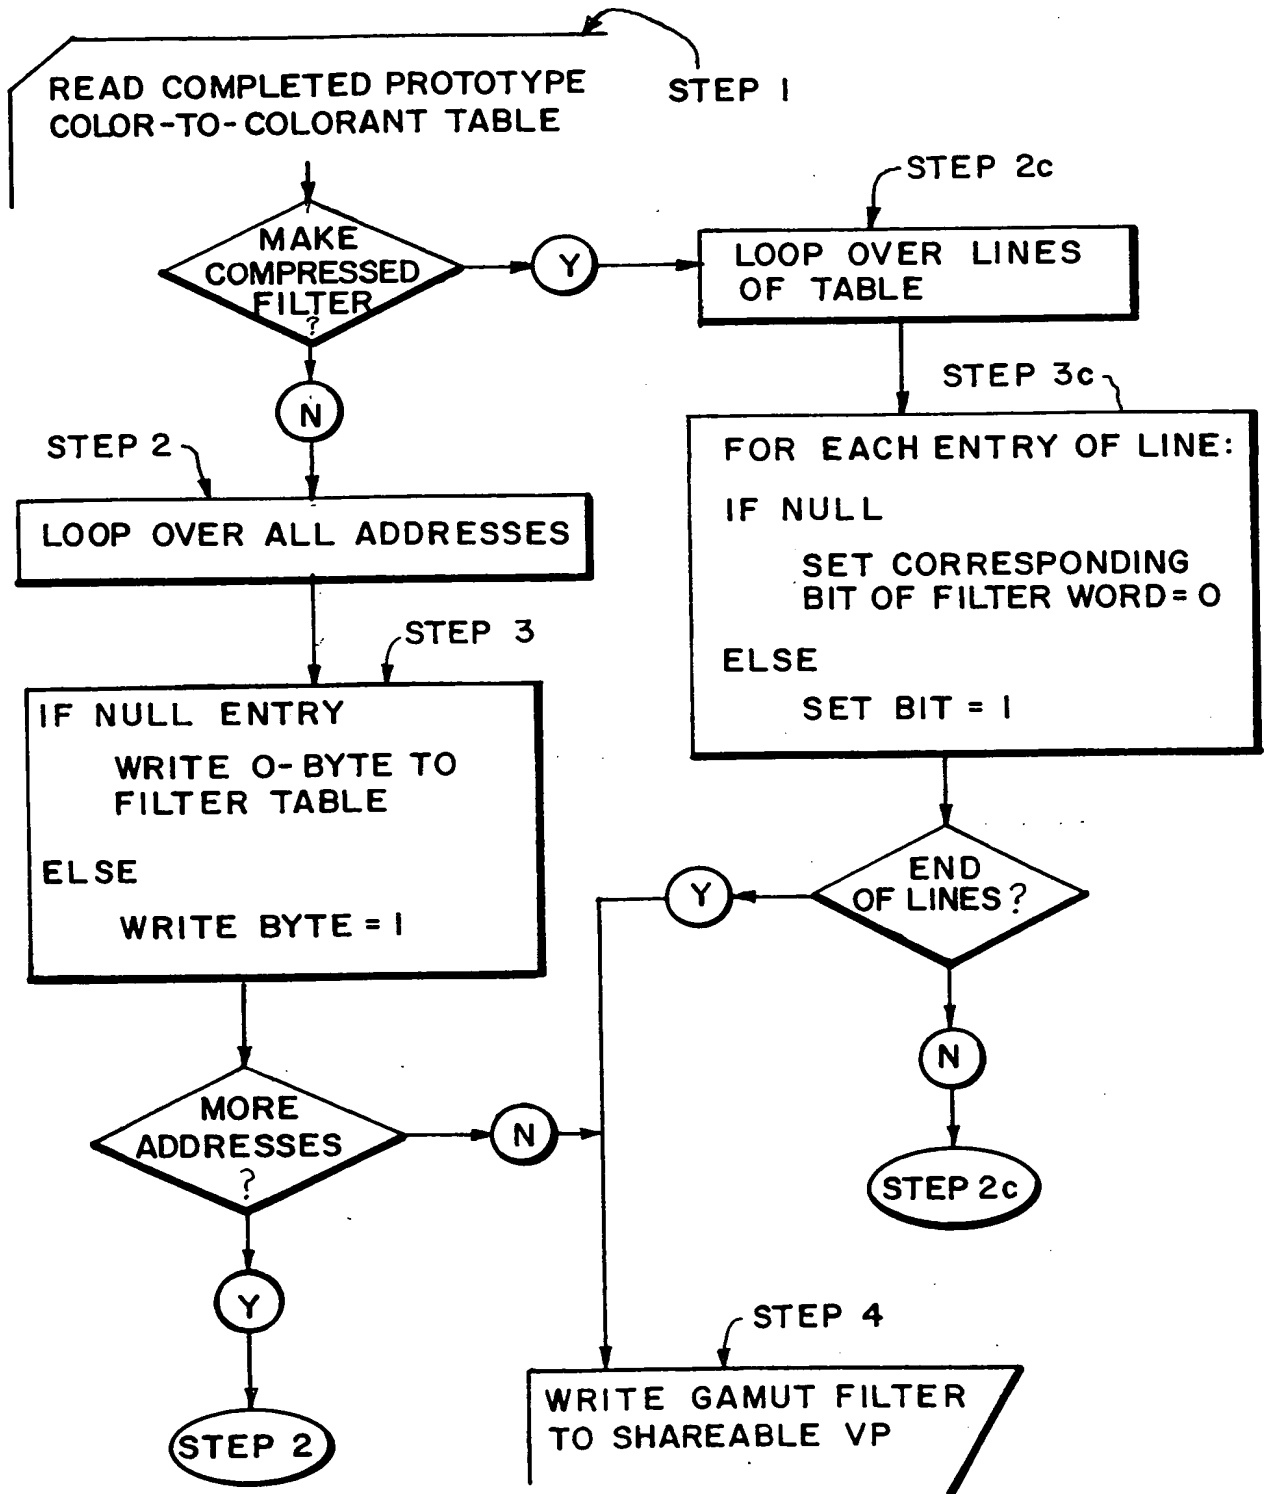 STEP 1
READ COMPLETED PROTOTYPE
COLOR-TO-COLORANT TABLE
STEP 2c
MAKE
COMPRESSED
FILTER
?
Y
LOOP OVER LINES
OF TABLE
N
STEP 3c
STEP 2
FOR EACH ENTRY OF LINE:
IF NULL
SET CORRESPONDING
BIT OF FILTER WORD=0
ELSE
SET BIT = 1
LOOP OVER ALL ADDRESSES
STEP 3
IF NULL ENTRY
WRITE 0-BYTE TO
FILTER TABLE
ELSE
WRITE BYTE = 1
END
OF LINES?
Y
N
STEP 2c
MORE
ADDRESSES
?
N
Y
STEP 2
STEP 4
WRITE GAMUT FILTER
TO SHAREABLE VP